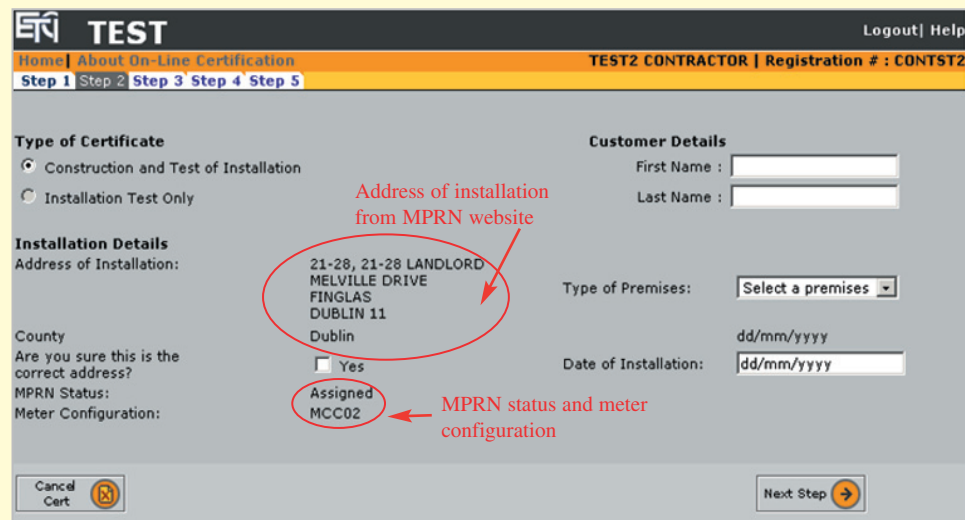 ETCI TEST
Logout| Help
Home| About On-Line Certification
TEST2 CONTRACTOR | Registration # : CONTST2
Step 1 Step 2 Step 3 Step 4 Step 5
Type of Certificate
Construction and Test of Installation
Installation Test Only
Customer Details
First Name :
Last Name :
Address of installation
from MPRN website
Installation Details
Address of Installation:
21-28, 21-28 LANDLORD
MELVILLE DRIVE
FINGLAS
DUBLIN 11
Type of Premises:
Select a premises
County
Dublin
Are you sure this is the
correct address?
Yes
dd/mm/yyyy
Date of Installation:
dd/mm/yyyy
MPRN Status:
Assigned
Meter Configuration:
MCC02
MPRN status and meter
configuration
Cancel
Cert
Next Step